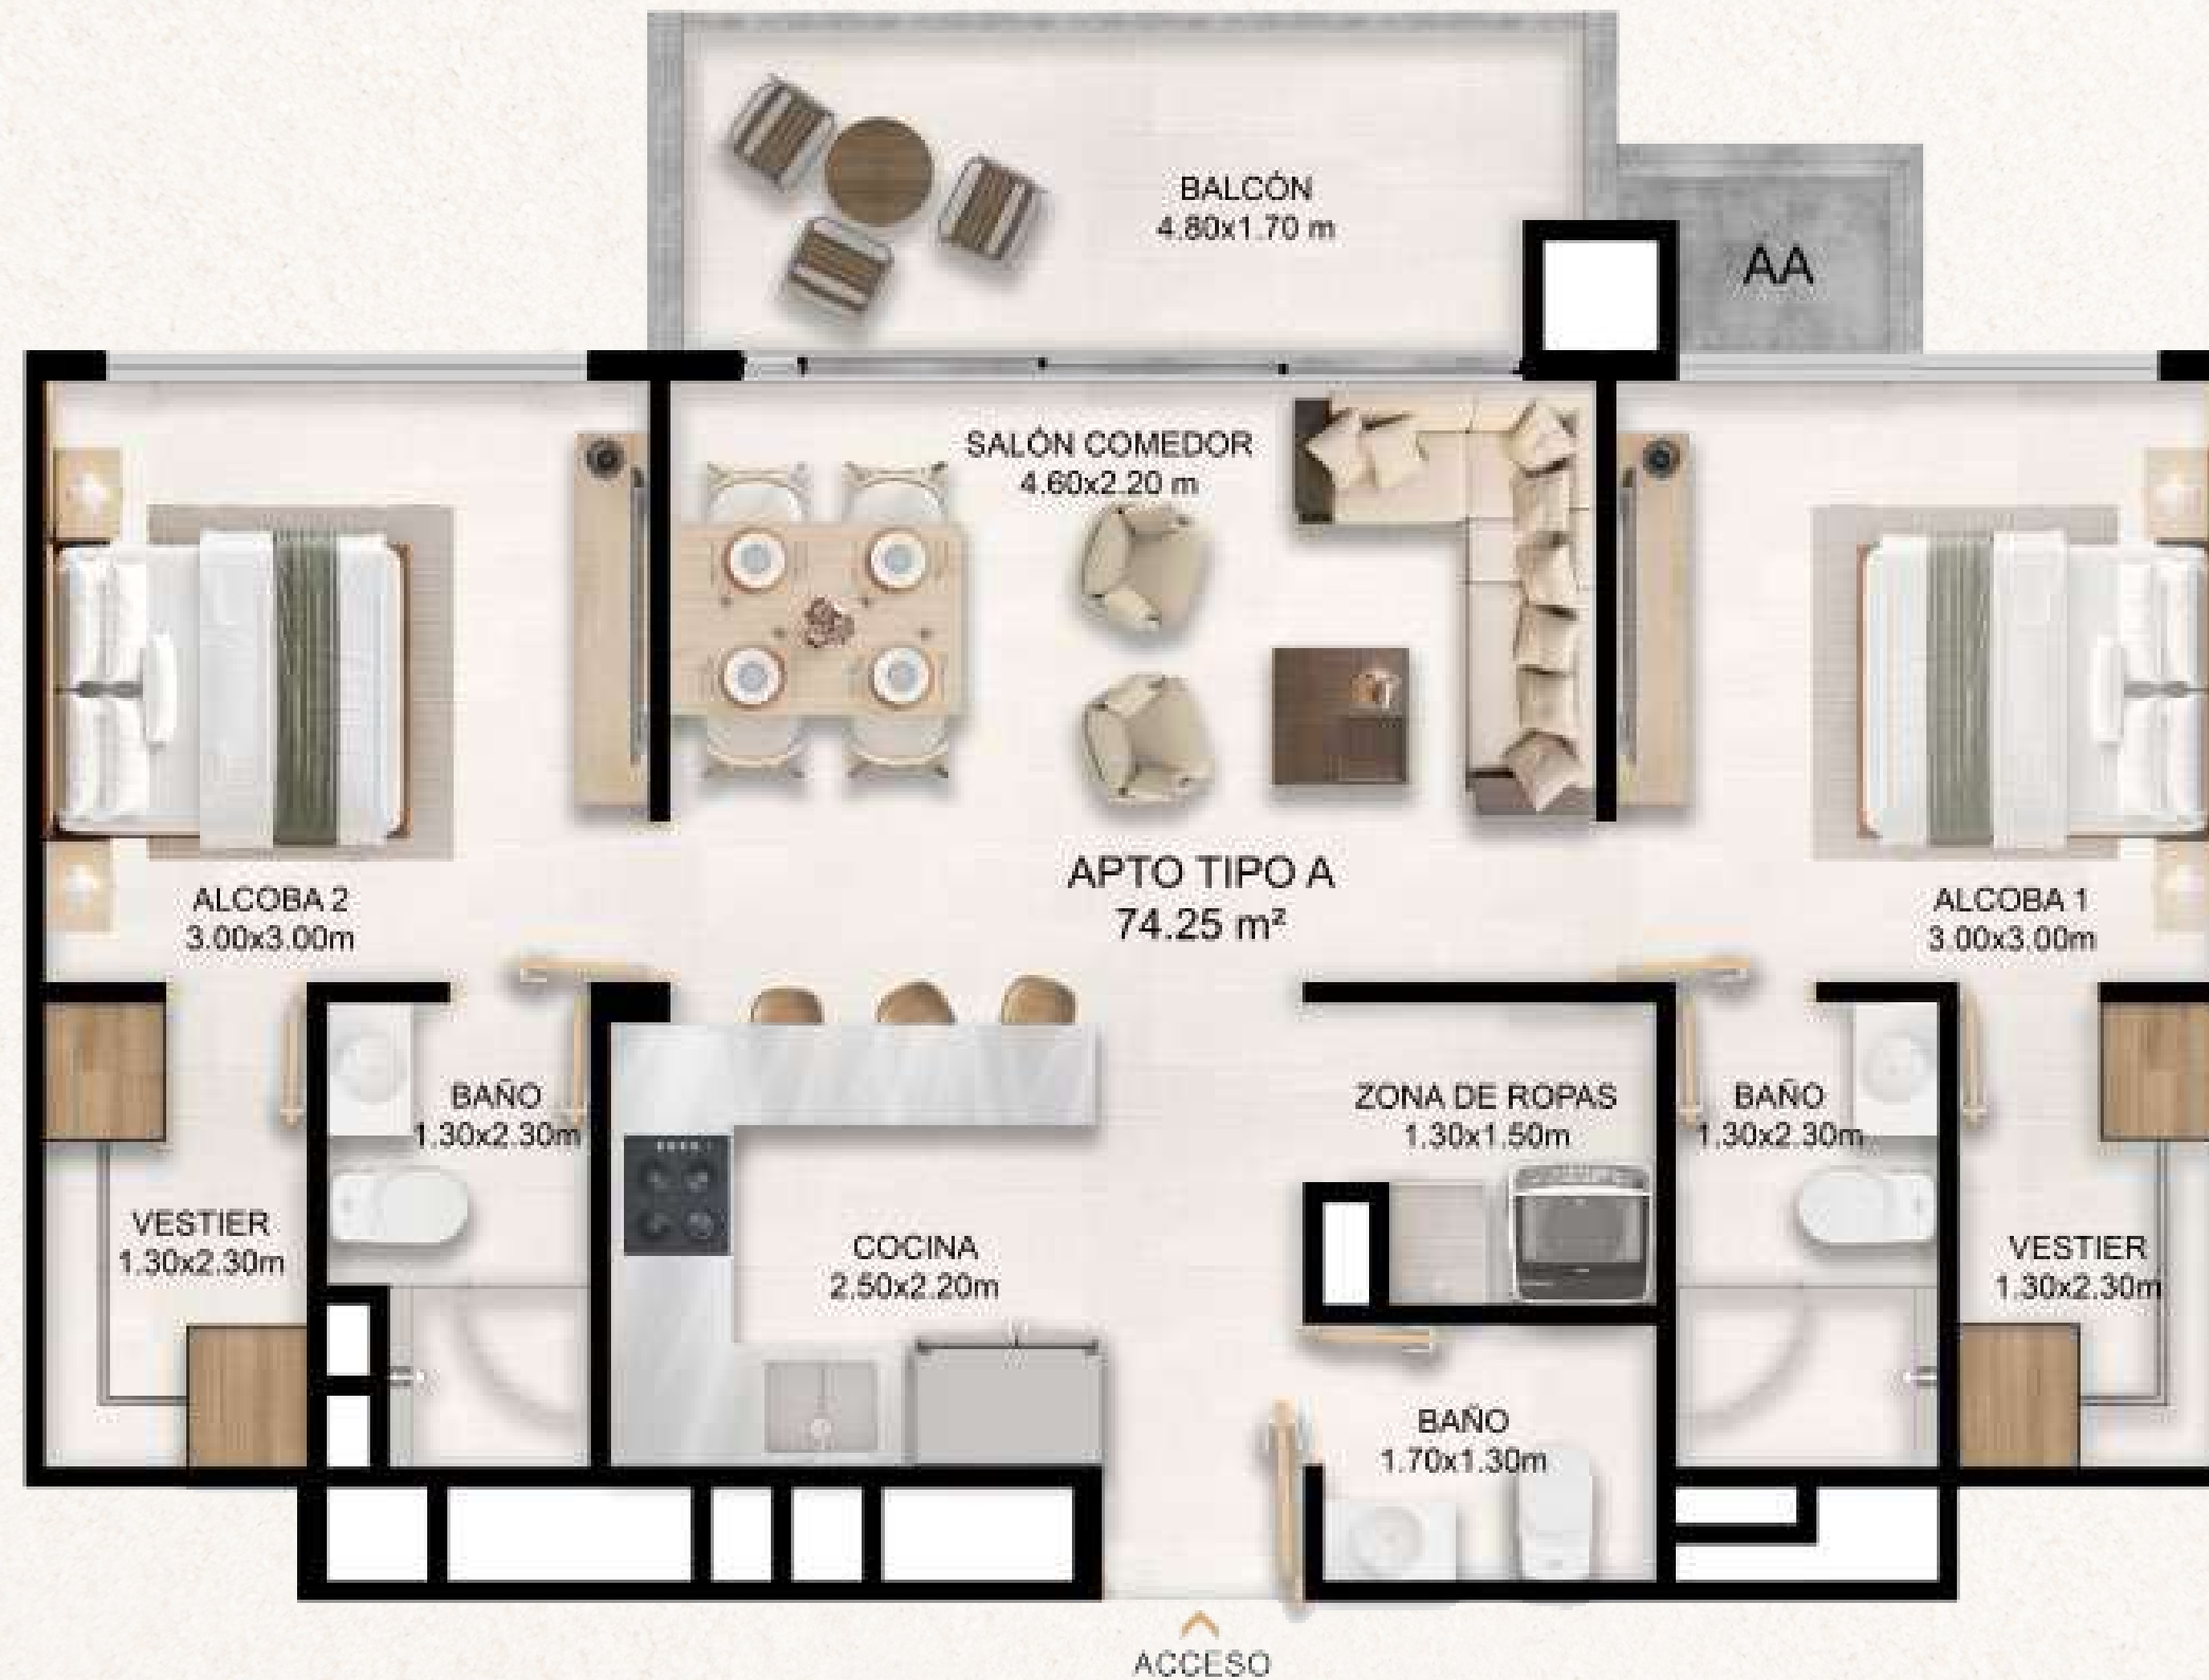 BALCÓN
4.80x1.70 m
AA
SALÓN COMEDOR
4.60x2.20 m
APTO TIPO A
74.25 m²
ALCOBA 2
3.00x3.00m
ALCOBA 1
3.00x3.00m
BAÑO
1.30x2.30m
ZONA DE ROPAS
1.30x1.50m
BAÑO
1.30x2.30m
VESTIER
1.30x2.30m
COCINA
2.50x2.20m
VESTIER
1.30x2.30m
BAÑO
1.70x1.30m
ACCESO